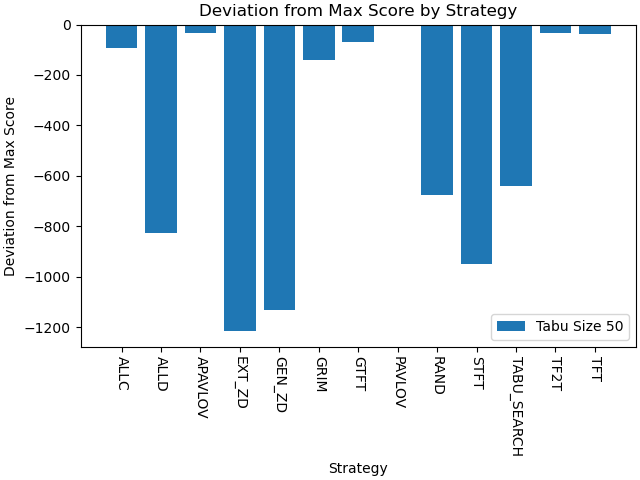 Deviation from Max Score by Strategy
Deviation from Max Score
0
−200
−400
−600
−800
−1000
−1200
Tabu Size 50
ALLC
ALLD
APAVLOV
EXT_ZD
GEN_ZD
GRIM
GTFT
PAVLOV
RAND
STFT
TABU_SEARCH
TF2T
TFT
Strategy